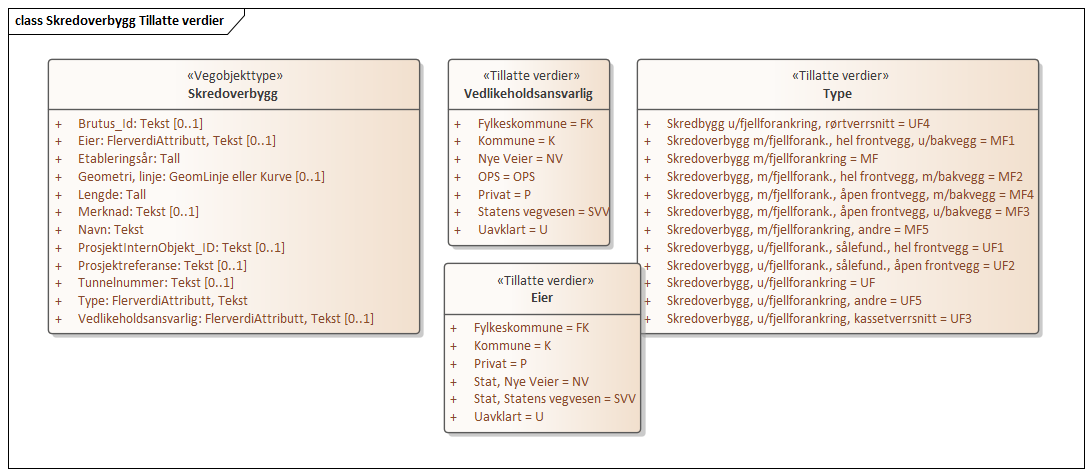 class Skredoverbygg Tillatte verdier
«Vegobjekttype»
Skredoverbygg
+ Brutus_Id: Tekst [0..1]
+ Eier: FlerverdiAttributt, Tekst [0..1]
+ Etableringsår: Tall
+ Geometri, linje: GeomLinje eller Kurve [0..1]
+ Lengde: Tall
+ Merknad: Tekst [0..1]
+ Navn: Tekst
+ ProsjektInternObjekt_ID: Tekst [0..1]
+ Prosjektreferanse: Tekst [0..1]
+ Tunnelnummer: Tekst [0..1]
+ Type: FlerverdiAttributt, Tekst
+ Vedlikeholdsansvarlig: FlerverdiAttributt, Tekst [0..1]
«Tillatte verdier»
Vedlikeholdsansvarlig
+ Fylkeskommune = FK
+ Kommune = K
+ Nye Veier = NV
+ OPS = OPS
+ Privat = P
+ Statens vegvesen = SVV
+ Uavklart = U
«Tillatte verdier»
Eier
+ Fylkeskommune = FK
+ Kommune = K
+ Privat = P
+ Stat, Nye Veier = NV
+ Stat, Statens vegvesen = SVV
+ Uavklart = U
«Tillatte verdier»
Type
+ Skredbygg u/fjellforankring, rørtverrsnitt = UF4
+ Skredoverbygg m/fjellforank., hel frontvegg, u/bakvegg = MF1
+ Skredoverbygg m/fjellforankring = MF
+ Skredoverbygg, m/fjellforank., hel frontvegg, m/bakvegg = MF2
+ Skredoverbygg, m/fjellforank., åpen frontvegg, m/bakvegg = MF4
+ Skredoverbygg, m/fjellforank., åpen frontvegg, u/bakvegg = MF3
+ Skredoverbygg, m/fjellforankring, andre = MF5
+ Skredoverbygg, u/fjellforank., sålefund., hel frontvegg = UF1
+ Skredoverbygg, u/fjellforank., sålefund., åpen frontvegg = UF2
+ Skredoverbygg, u/fjellforankring = UF
+ Skredoverbygg, u/fjellforankring, andre = UF5
+ Skredoverbygg, u/fjellforankring, kassetverrsnitt = UF3